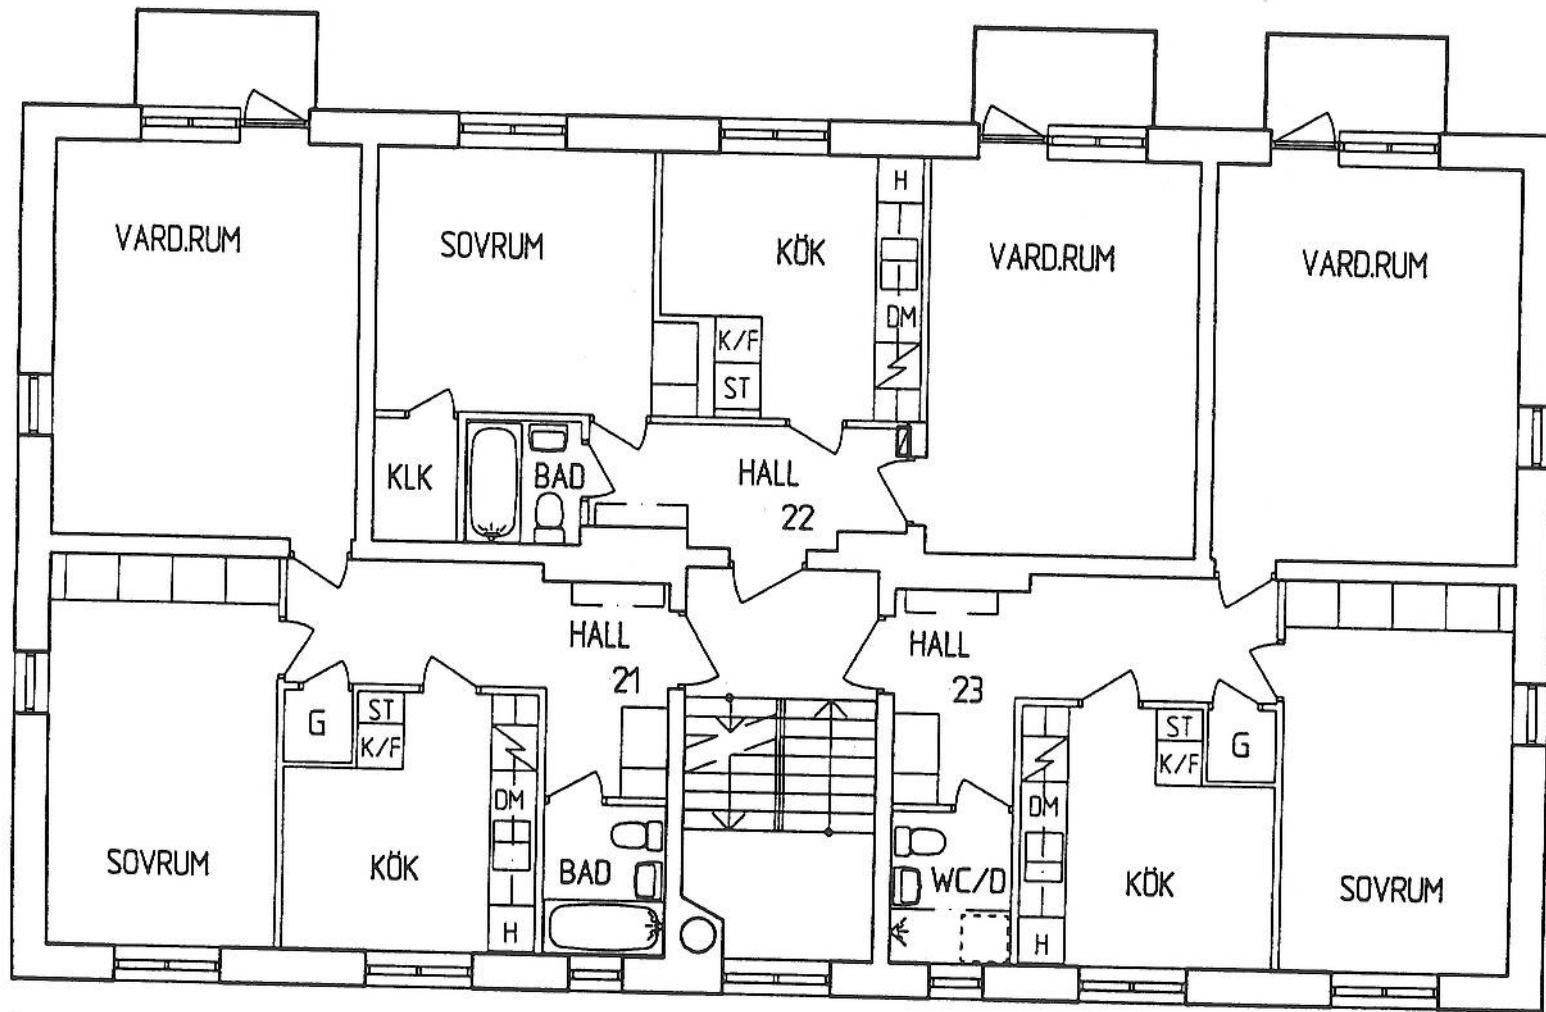 VARD.RUM
SOVRUM
KÖK
H
DM
K/F
ST
VARD.RUM
VARD.RUM
KLK
BAD
HALL
22
HALL
21
HALL
23
G
ST
K/F
DM
H
SOVRUM
KÖK
BAD
WC/D
DM
H
KÖK
ST
K/F
G
SOVRUM